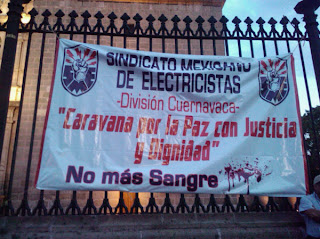 SINDICATO MEXICANO
DE ELECTRICISTAS
-División Cuernavaca-
"Caravana por la Paz con Justicia
y Dignidad"
No más Sangre